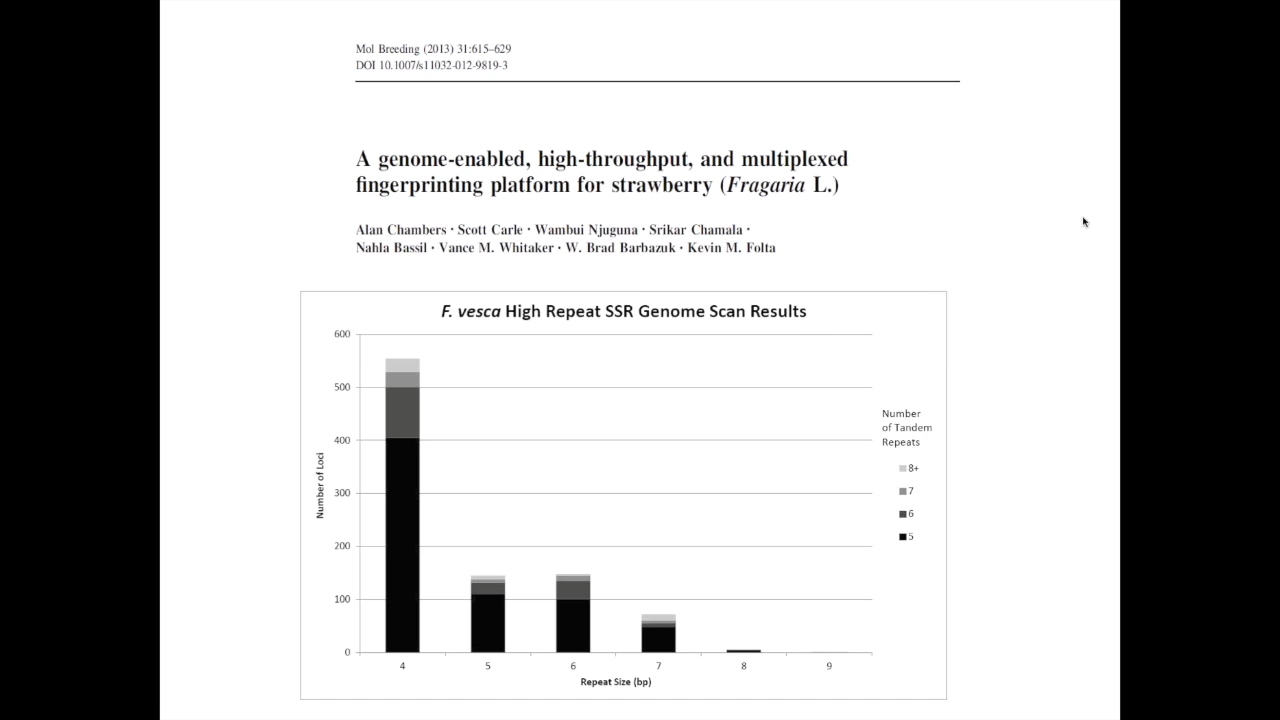 Mol Breeding (2013) 31:615–629
DOI 10.1007/s11032-012-9819-3
A genome-enabled, high-throughput, and multiplexed
fingerprinting platform for strawberry (Fragaria L.)
Alan Chambers · Scott Carle · Wambui Njuguna · Srikar Chamala ·
Nahla Bassil · Vance M. Whitaker · W. Brad Barbazuk · Kevin M. Folta
F. vesca High Repeat SSR Genome Scan Results
600
500
400
300
200
100
0
Number of Loci
4 5 6 7 8 9
Repeat Size (bp)
Number
of Tandem
Repeats
8+
7
6
5